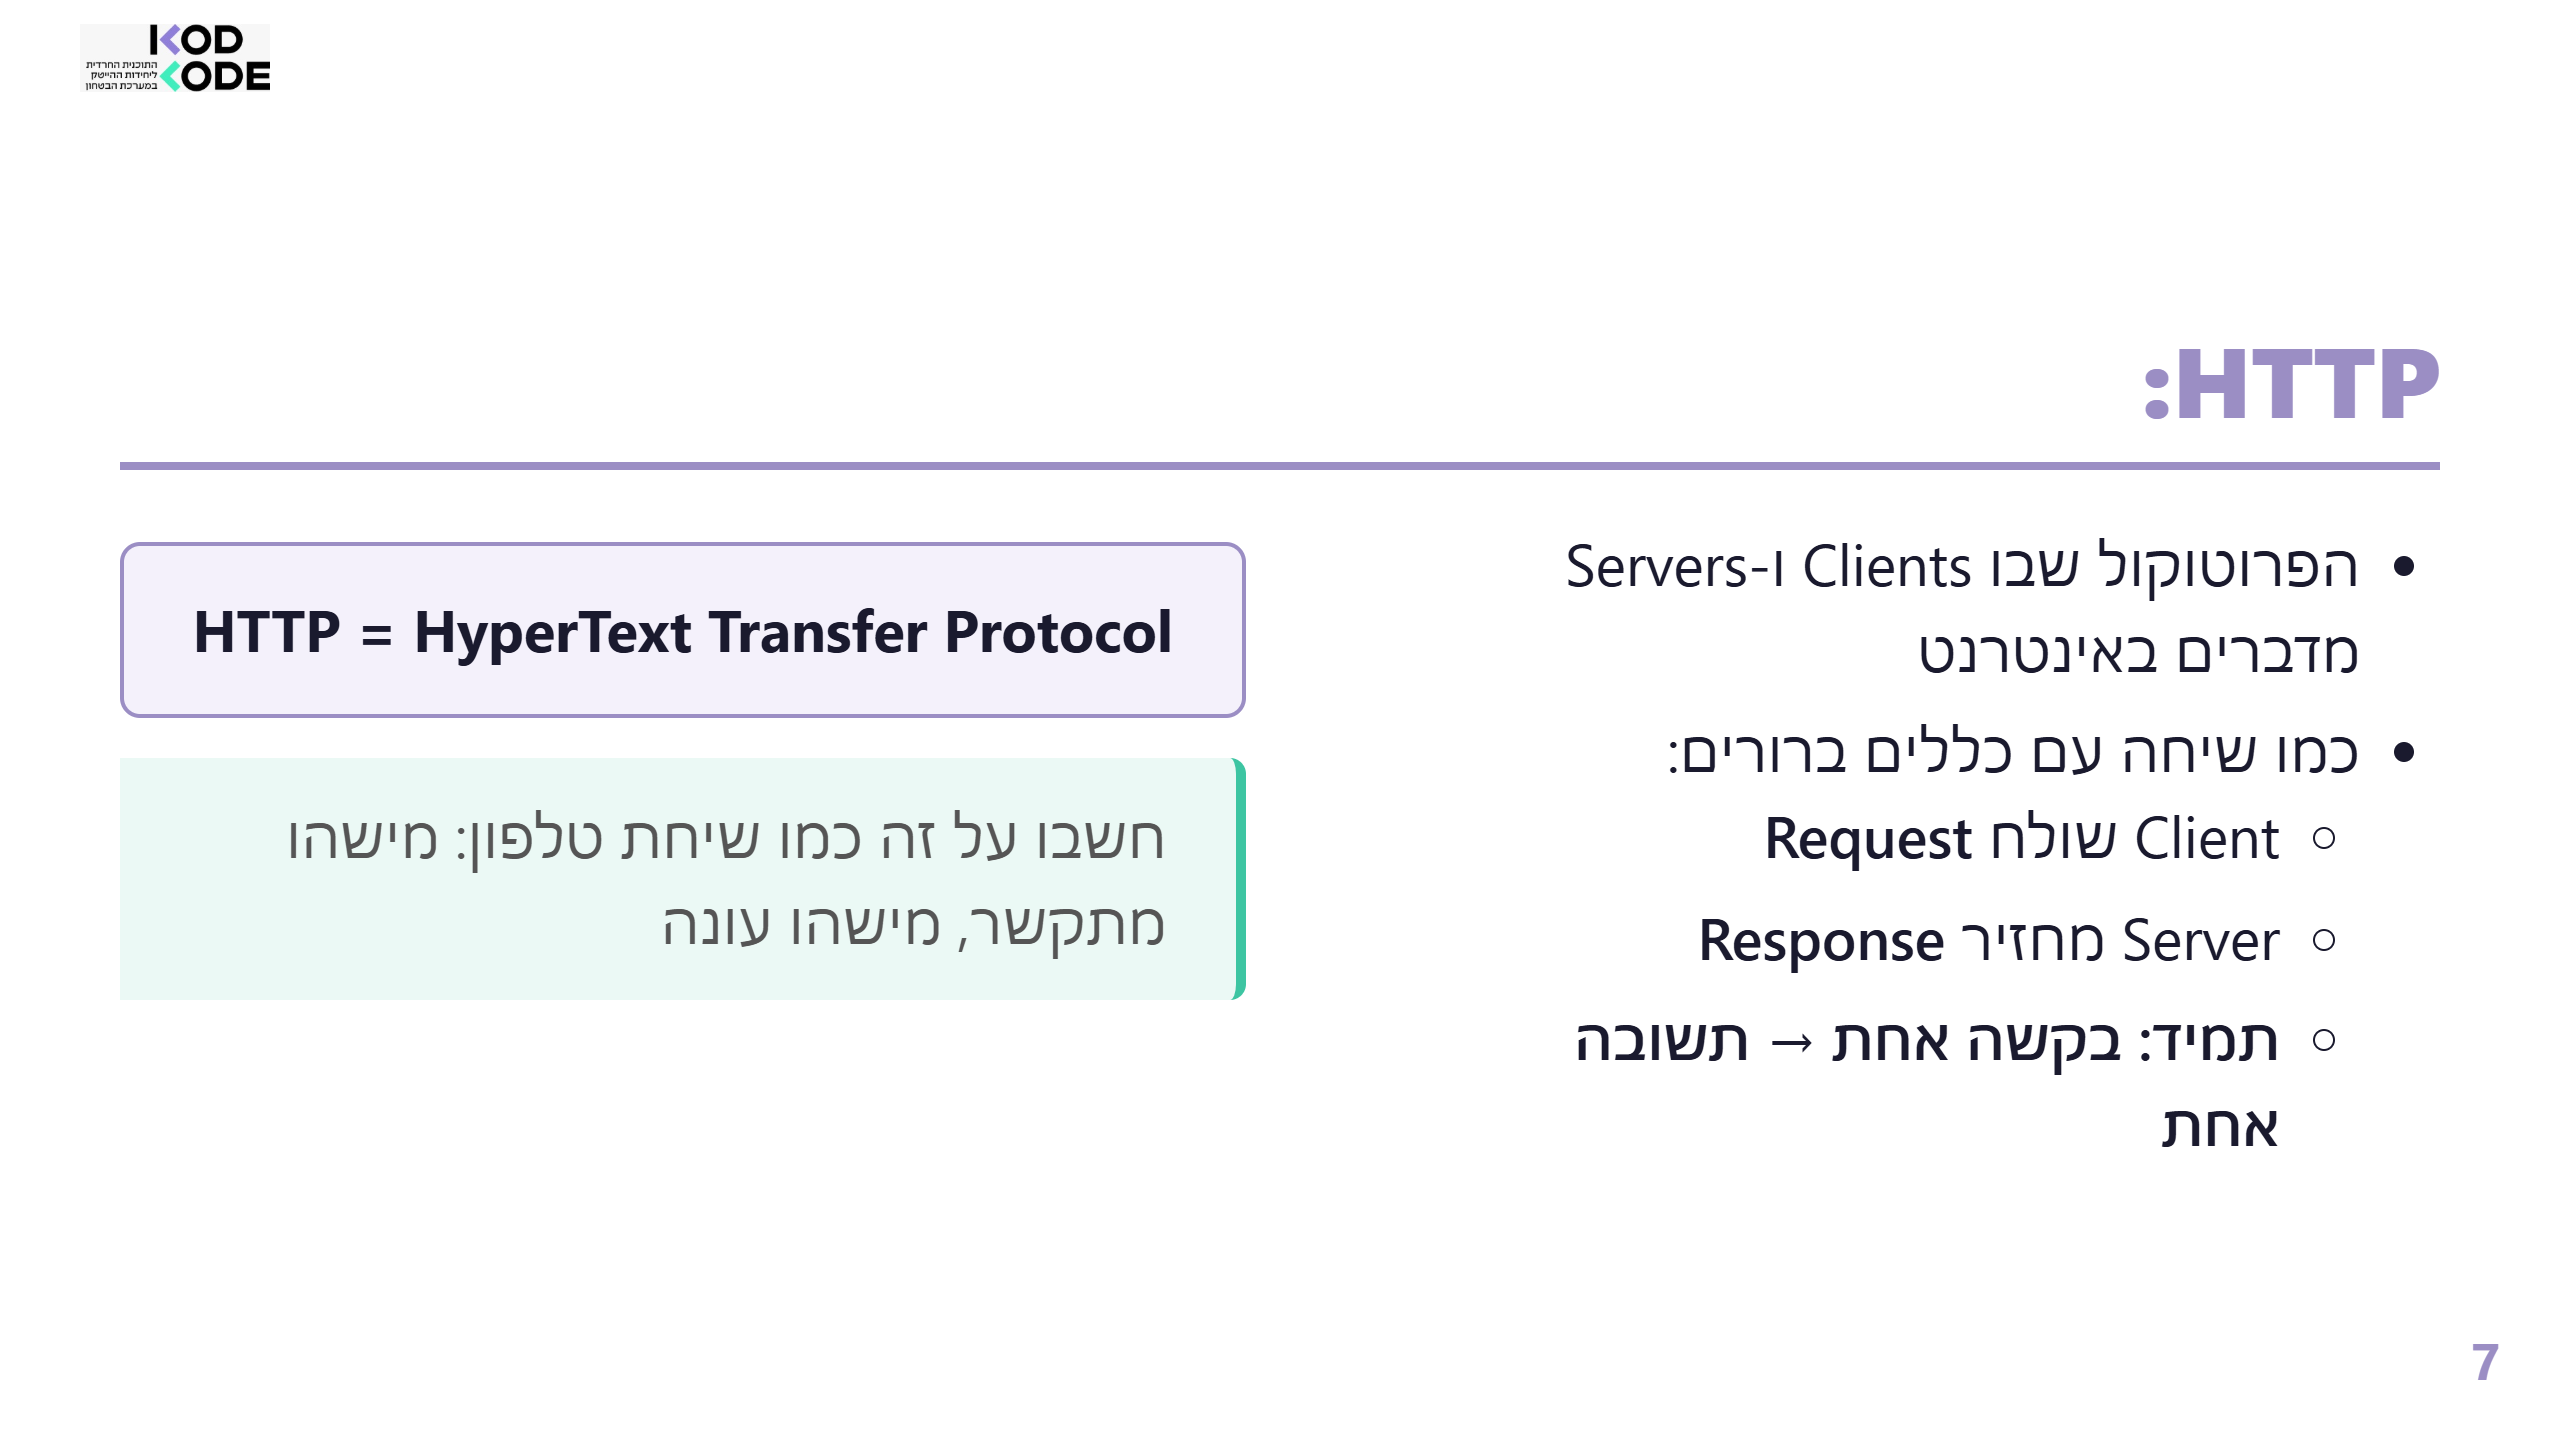 KOD
KODE
התוכנית החרדית
ליחידות ההייטק
במערכת הבטחון
HTTP:
• הפרוטוקול שבו Clients ו-Servers
מדברים באינטרנט
• כמו שיחה עם כללים ברורים:
○ Client שולח Request
○ Server מחזיר Response
○ תמיד: בקשה אחת → תשובה
אחת
HTTP = HyperText Transfer Protocol
חשבו על זה כמו שיחת טלפון: מישהו
מתקשר, מישהו עונה
7